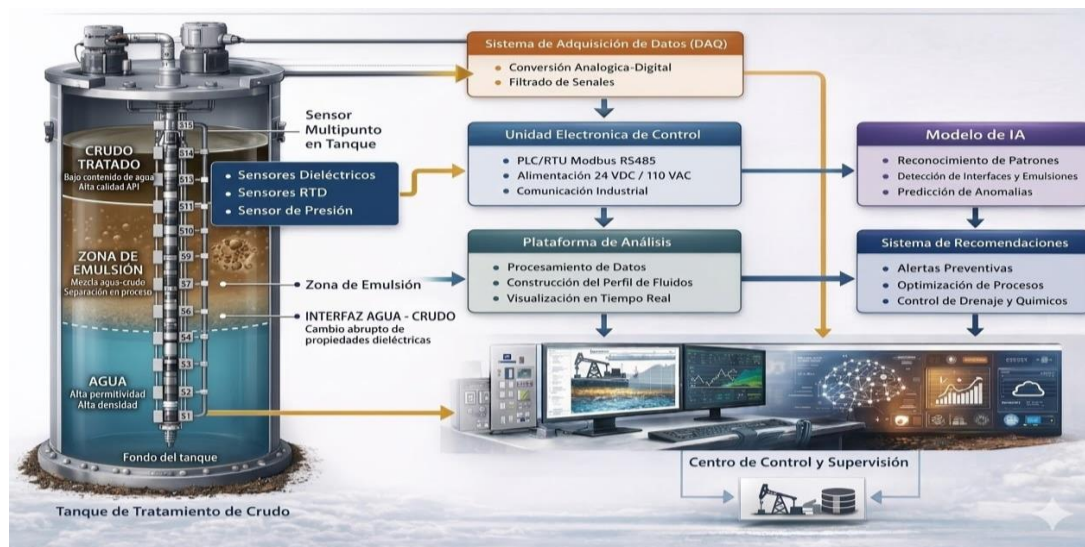 Sistema de Adquisición de Datos (DAQ)
• Conversión Analogica-Digital
• Filtrado de Senales
Sensor
Multipunto
en Tanque
Unidad Electronica de Control
• PLC/RTU Modbus RS485
• Alimentación 24 VDC / 110 VAC
• Comunicación Industrial
Modelo de IA
• Reconocimiento de Patrones
• Detección de Interfaces y Emulsiones
• Predicción de Anomalias
CRUDO
TRATADO
Bajo contenido de agua
Alta calidad API
• Sensores Dieléctricos
• Sensores RTD
• Sensor de Presión
Plataforma de Análisis
• Procesamiento de Datos
• Construcción del Perfil de Fluidos
• Visualización en Tiempo Real
Sistema de Recomendaciones
• Alertas Preventivas
• Optimización de Procesos
• Control de Drenaje y Quimicos
ZONA DE
EMULSIÓN
Mezcla agua-crudo
Separación en proceso
Zona de Emulsión
INTERFAZ AGUA - CRUDO
Cambio abrupto de
propiedades dieléctricas
AGUA
Alta permitividad
Alta densidad
S15
S14
S13
S11
S10
S9
S7
S6
S4
S3
S2
S1
Fondo del tanque
Tanque de Tratamiento de Crudo
Centro de Control y Supervisión